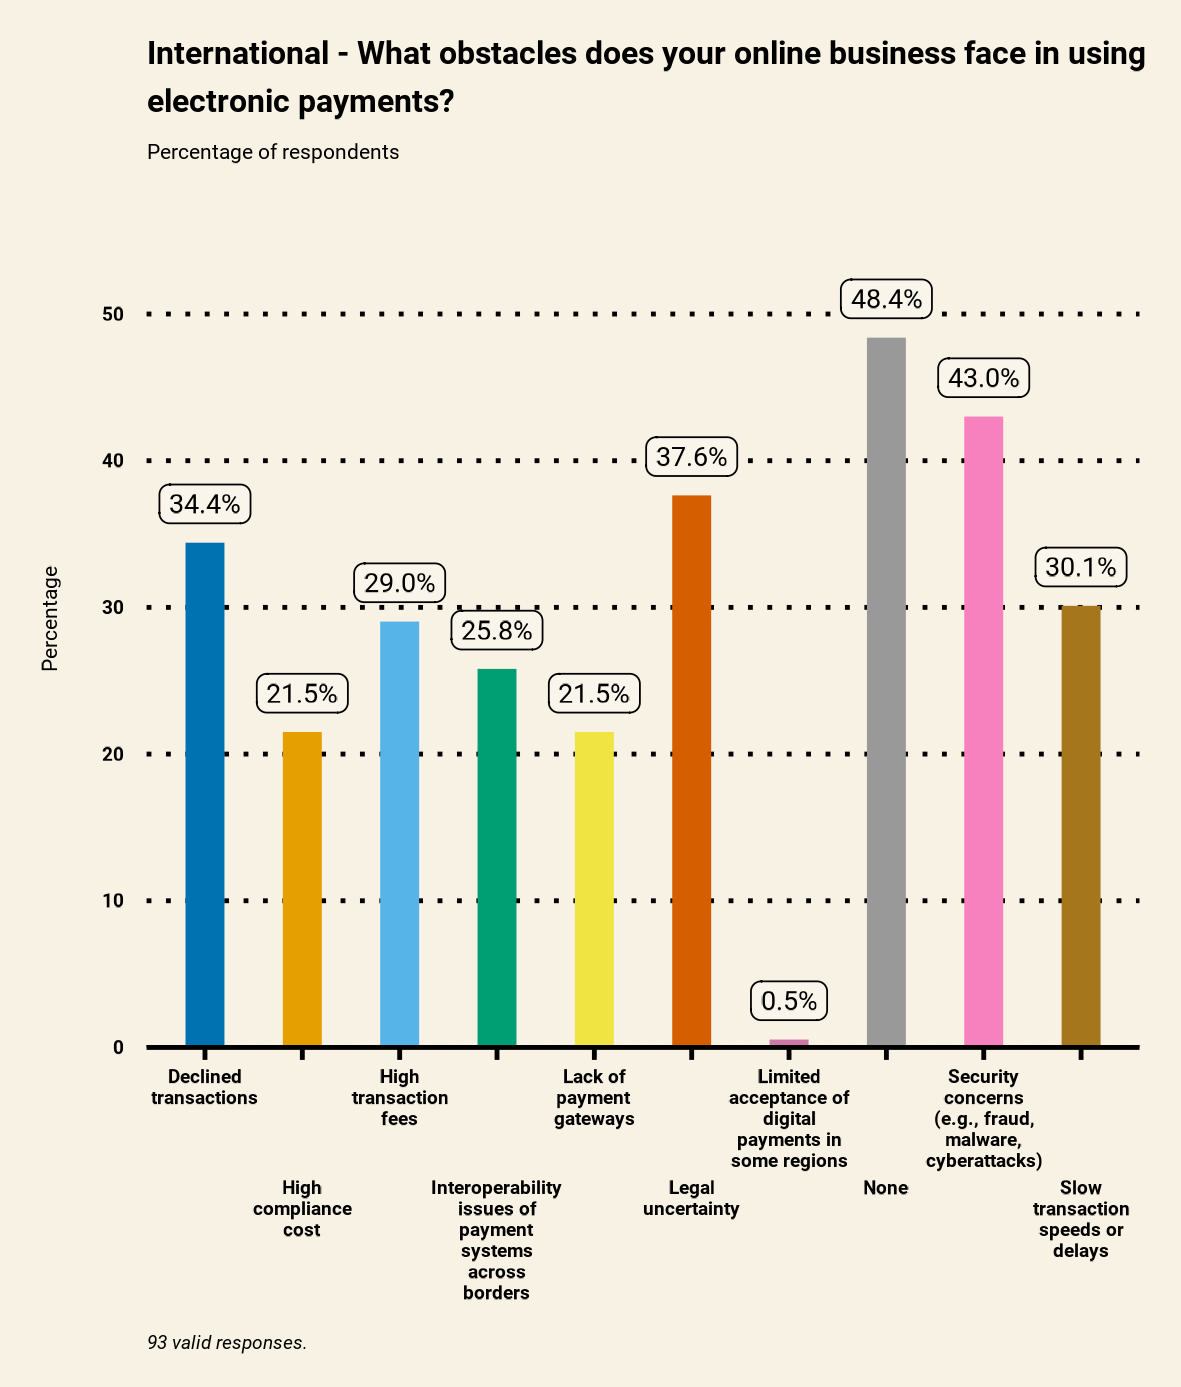 International - What obstacles does your online business face in using
electronic payments?
Percentage of respondents
Percentage
50
40
30
20
10
0
34.4%
21.5%
29.0%
25.8%
21.5%
37.6%
0.5%
48.4%
43.0%
30.1%
Declined
transactions
High
compliance
cost
High
transaction
fees
Interoperability
issues of
payment
systems
across
borders
Lack of
payment
gateways
Legal
uncertainty
Limited
acceptance of
digital
payments in
some regions
None
Security
concerns
(e.g., fraud,
malware,
cyberattacks)
Slow
transaction
speeds or
delays
93 valid responses.